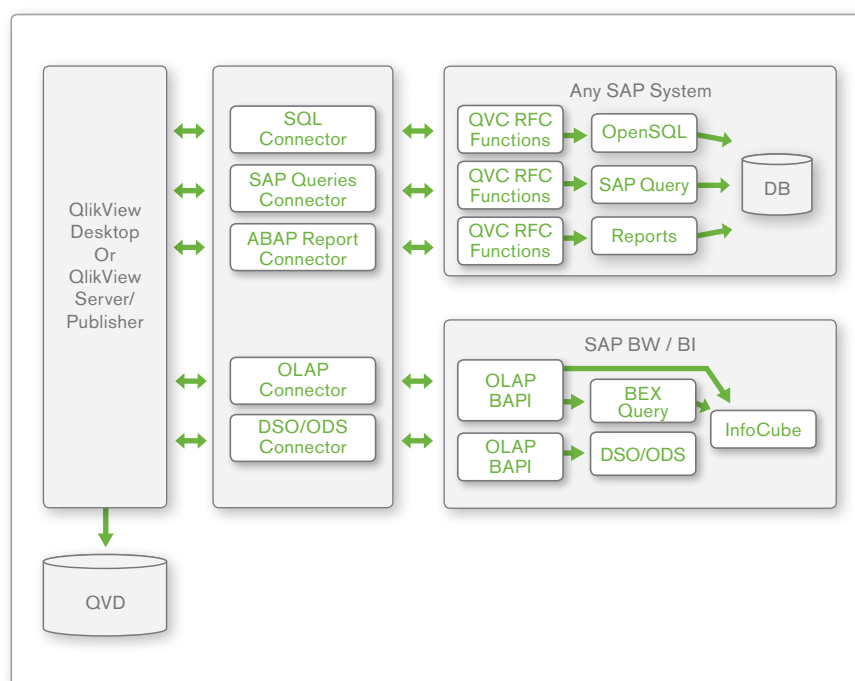 QlikView
Desktop
Or
QlikView
Server/
Publisher
QVD
SQL
Connector
SAP Queries
Connector
ABAP Report
Connector
OLAP
Connector
DSO/ODS
Connector
Any SAP System
QVC RFC
Functions
OpenSQL
QVC RFC
Functions
SAP Query
QVC RFC
Functions
Reports
DB
SAP BW / BI
OLAP
BAPI
BEX
Query
InfoCube
OLAP
BAPI
DSO/ODS